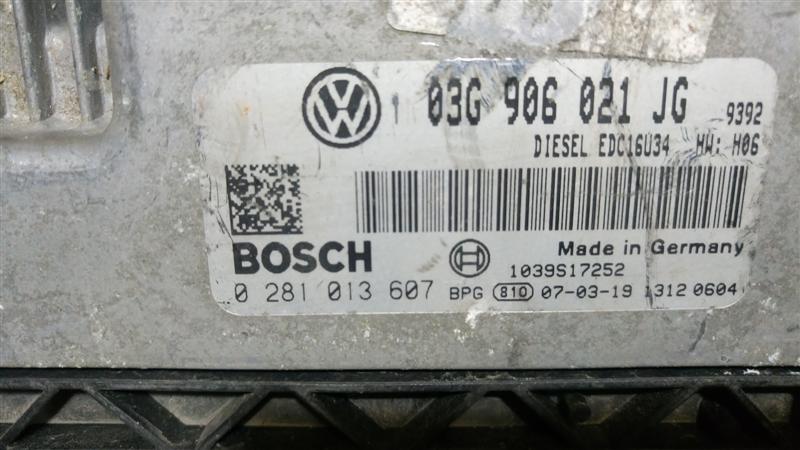 03G 906 021 JG 9392
DIESEL EDC16U34 HW: H06
BOSCH
Made in Germany
1039S17252
0 281 013 607 BPG 810 07-03-19 1312 0604